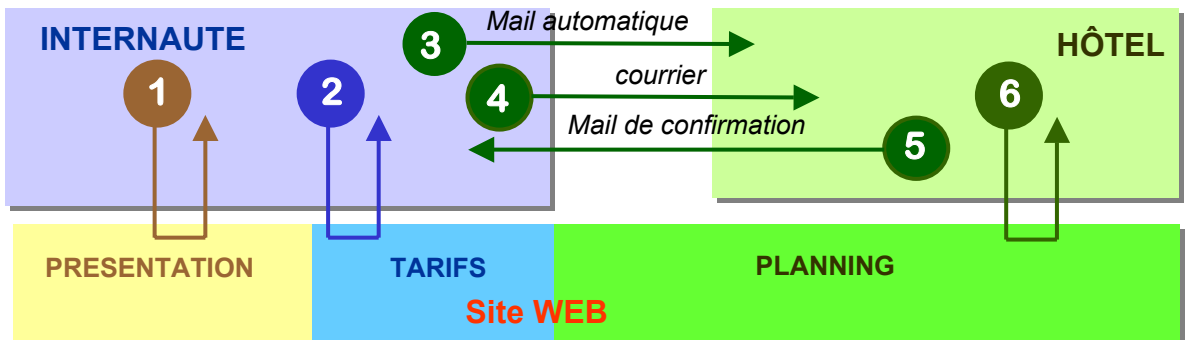 INTERNAUTE
3
Mail automatique
HÔTEL
1
2
4
courrier
6
Mail de confirmation
5
PRESENTATION
TARIFS
PLANNING
Site WEB